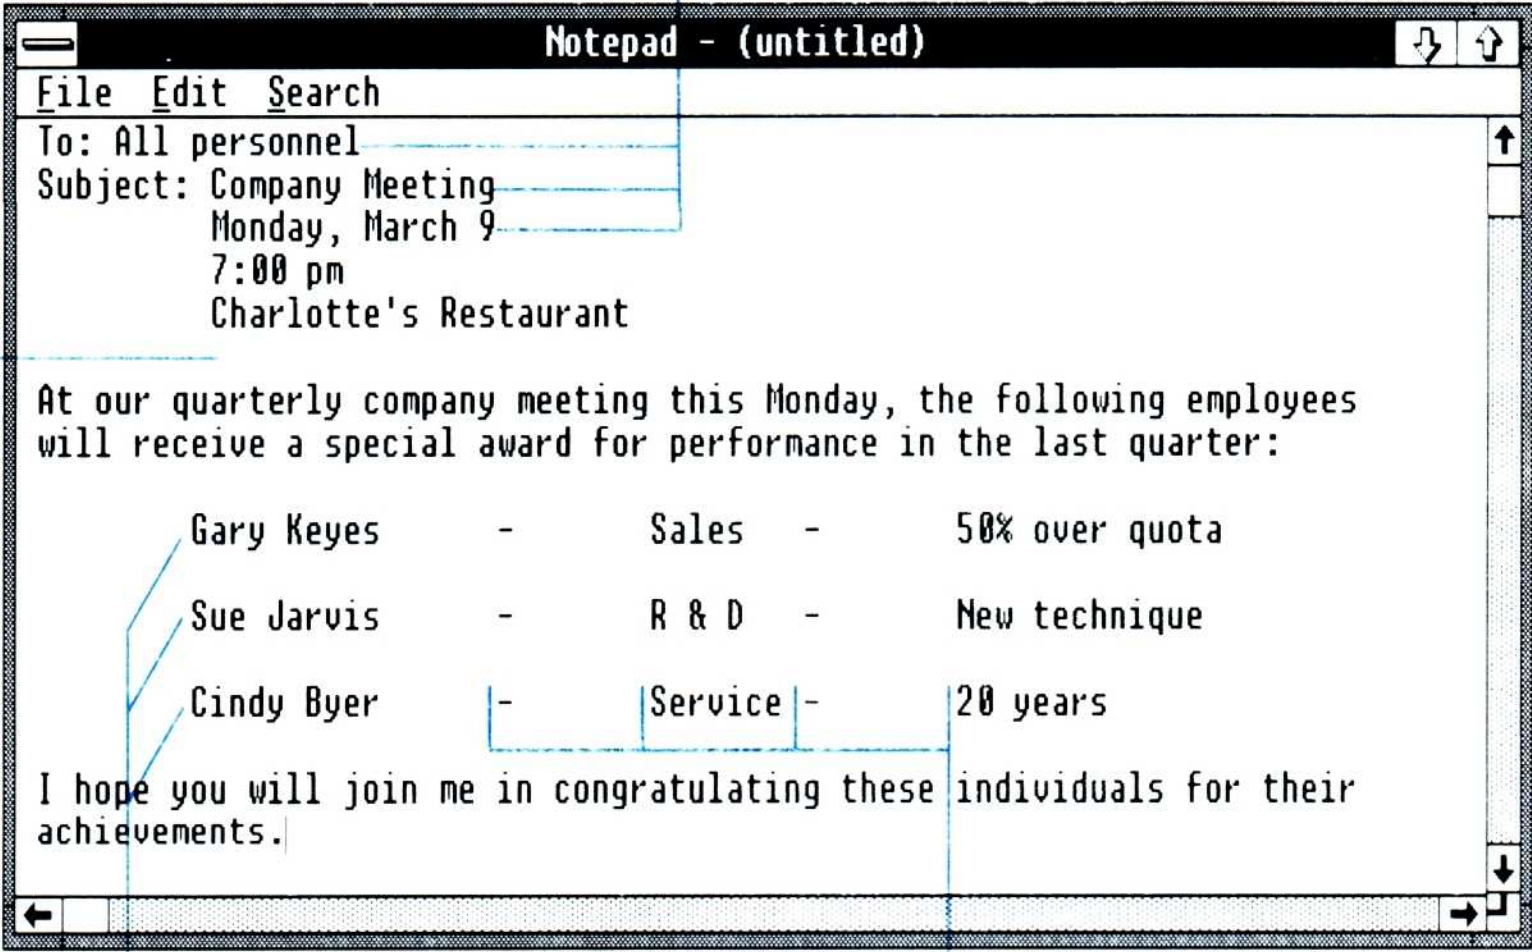 Notepad - (untitled)
File Edit Search
To: All personnel
Subject: Company Meeting
Monday, March 9
7:00 pm
Charlotte's Restaurant
At our quarterly company meeting this Monday, the following employees
will receive a special award for performance in the last quarter:
Gary Keyes - Sales - 50% over quota
Sue Jarvis - R & D - New technique
Cindy Byer - Service - 20 years
I hope you will join me in congratulating these individuals for their
achievements.